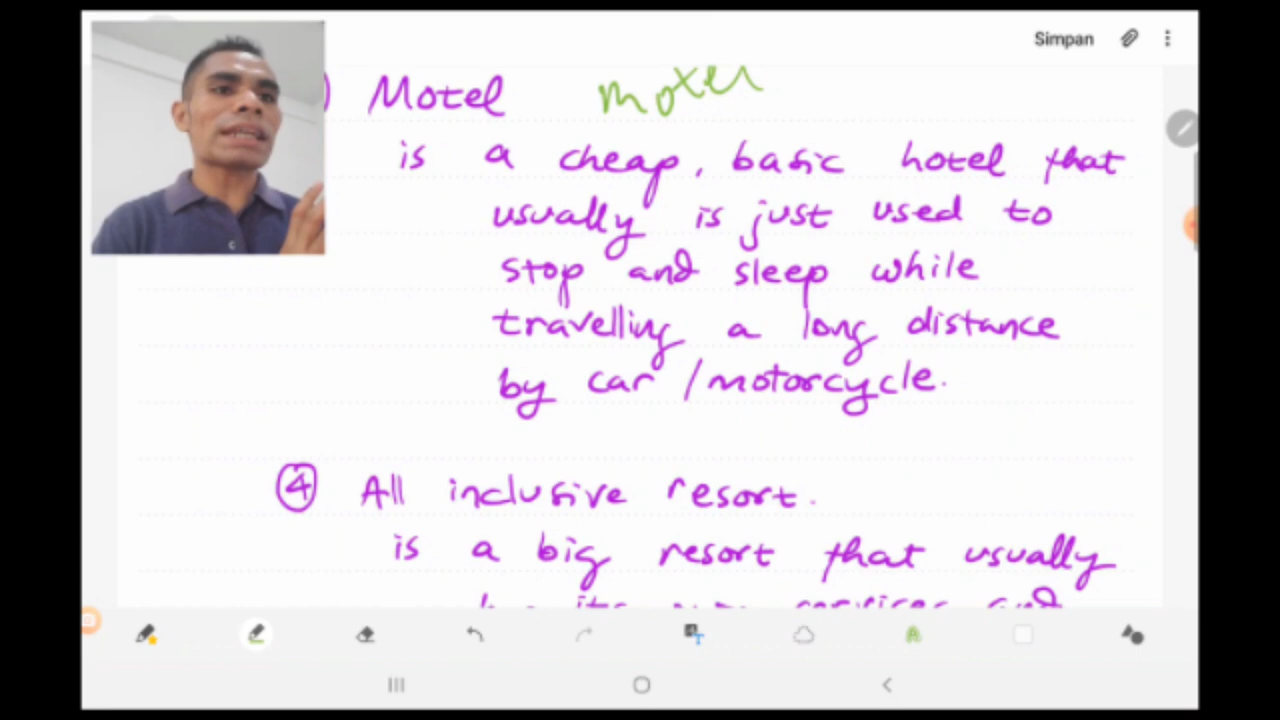 Simpan
) Motel motel
is a cheap, basic hotel that
usually is just used to
stop and sleep while
travelling a long distance
by car /motorcycle.
4 All inclusive resort.
is a big resort that usually